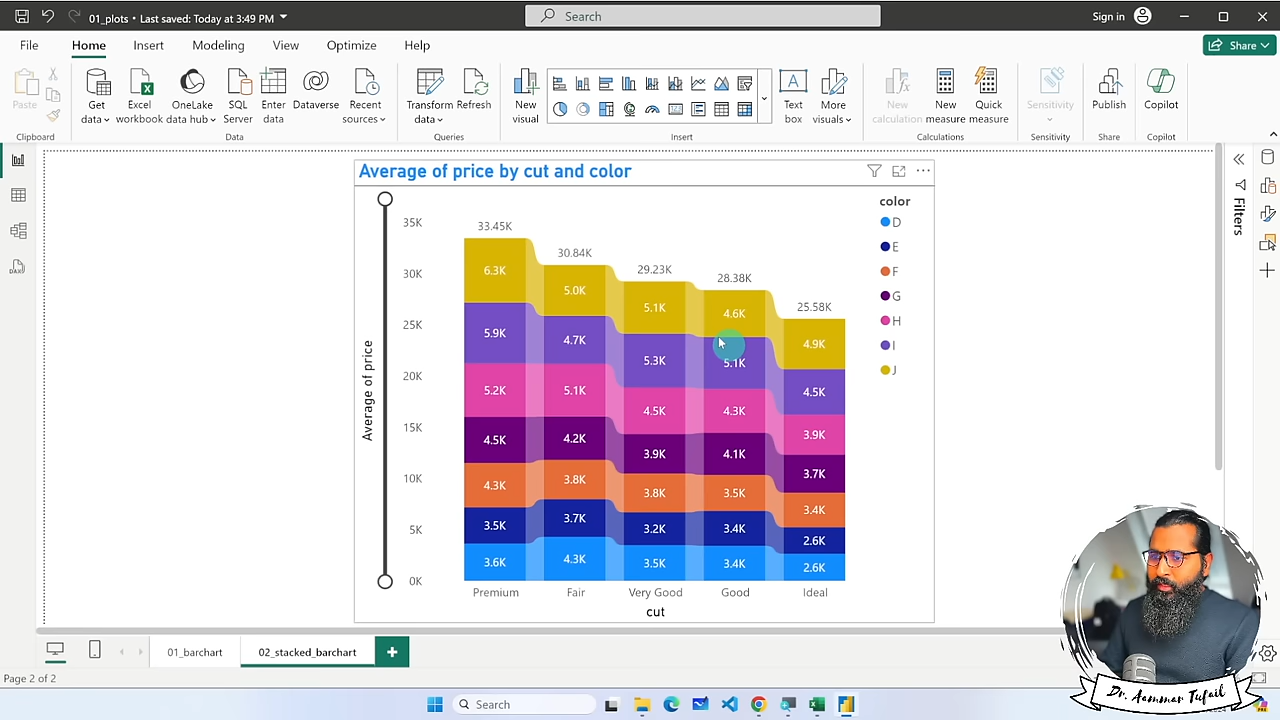 01_plots • Last saved: Today at 3:49 PM
Search
Sign in
File Home Insert Modeling View Optimize Help
Share
Paste
Get data
Excel workbook
OneLake data hub
SQL Server
Enter data
Dataverse
Recent sources
Transform data
Refresh
New visual
Text box
More visuals
New calculation
New measure
Quick measure
Sensitivity
Publish
Copilot
Clipboard
Data
Queries
Insert
Calculations
Sensitivity
Share
Copilot
Average of price by cut and color
Filters
color
D
E
F
G
H
I
J
Average of price
35K
30K
25K
20K
15K
10K
5K
0K
33.45K
6.3K
5.9K
5.2K
4.5K
4.3K
3.5K
3.6K
30.84K
5.0K
4.7K
5.1K
4.2K
3.8K
3.7K
4.3K
29.23K
5.1K
5.3K
4.5K
3.9K
3.8K
3.2K
3.5K
28.38K
4.6K
5.1K
4.3K
4.1K
3.5K
3.4K
3.4K
25.58K
4.9K
4.5K
3.9K
3.7K
3.4K
2.6K
2.6K
Premium Fair Very Good Good Ideal
cut
01_barchart
02_stacked_barchart
Page 2 of 2
Search
Dr. Aammar Tufail